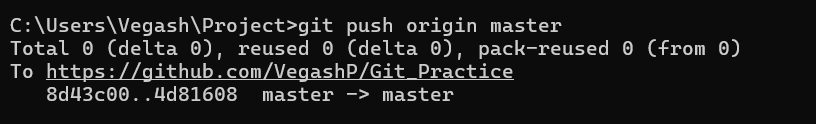 C:\Users\Vegash\Project>git push origin master
Total 0 (delta 0), reused 0 (delta 0), pack-reused 0 (from 0)
To https://github.com/VegashP/Git_Practice
   8d43c00..4d81608  master -> master